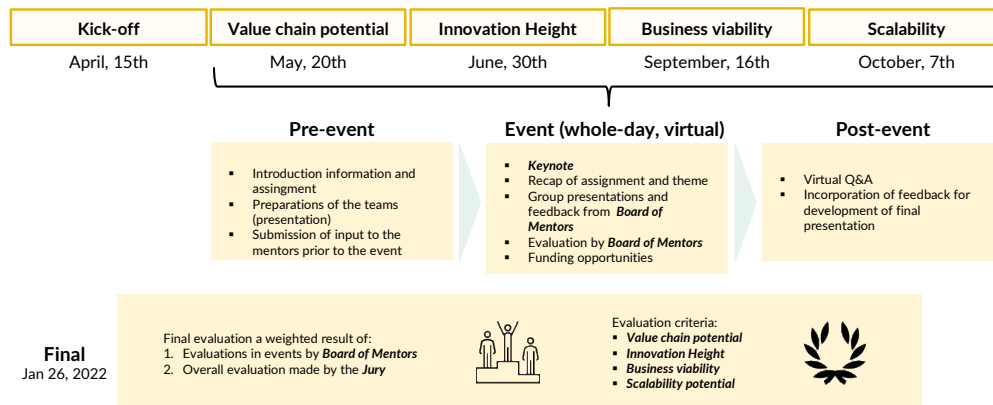 Kick-off
Value chain potential
Innovation Height
Business viability
Scalability
April, 15th
May, 20th
June, 30th
September, 16th
October, 7th
Pre-event
▪ Introduction information and
assingment
▪ Preparations of the teams
(presentation)
▪ Submission of input to the
mentors prior to the event
Event (whole-day, virtual)
▪ Keynote
▪ Recap of assignment and theme
▪ Group presentations and
feedback from Board of
Mentors
▪ Evaluation by Board of Mentors
▪ Funding opportunities
Post-event
▪ Virtual Q&A
▪ Incorporation of feedback for
development of final
presentation
Final
Jan 26, 2022
Final evaluation a weighted result of:
1. Evaluations in events by Board of Mentors
2. Overall evaluation made by the Jury
Evaluation criteria:
▪ Value chain potential
▪ Innovation Height
▪ Business viability
▪ Scalability potential